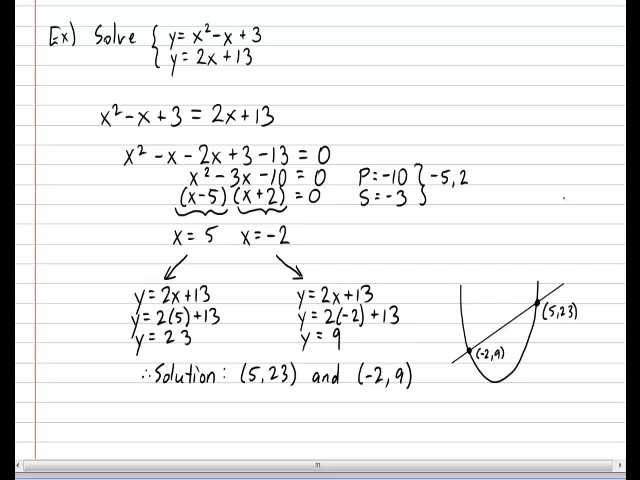 Ex) Solve { y = x² - x + 3
{ y = 2x + 13
x² - x + 3 = 2x + 13
x² - x - 2x + 3 - 13 = 0
x² - 3x - 10 = 0 P = -10 } -5, 2
(x - 5) (x + 2) = 0 S = -3
x = 5 x = -2
y = 2x + 13 y = 2x + 13
y = 2(5) + 13 y = 2(-2) + 13
y = 23 y = 9
(5, 23)
(-2, 9)
∴ Solution: (5, 23) and (-2, 9)